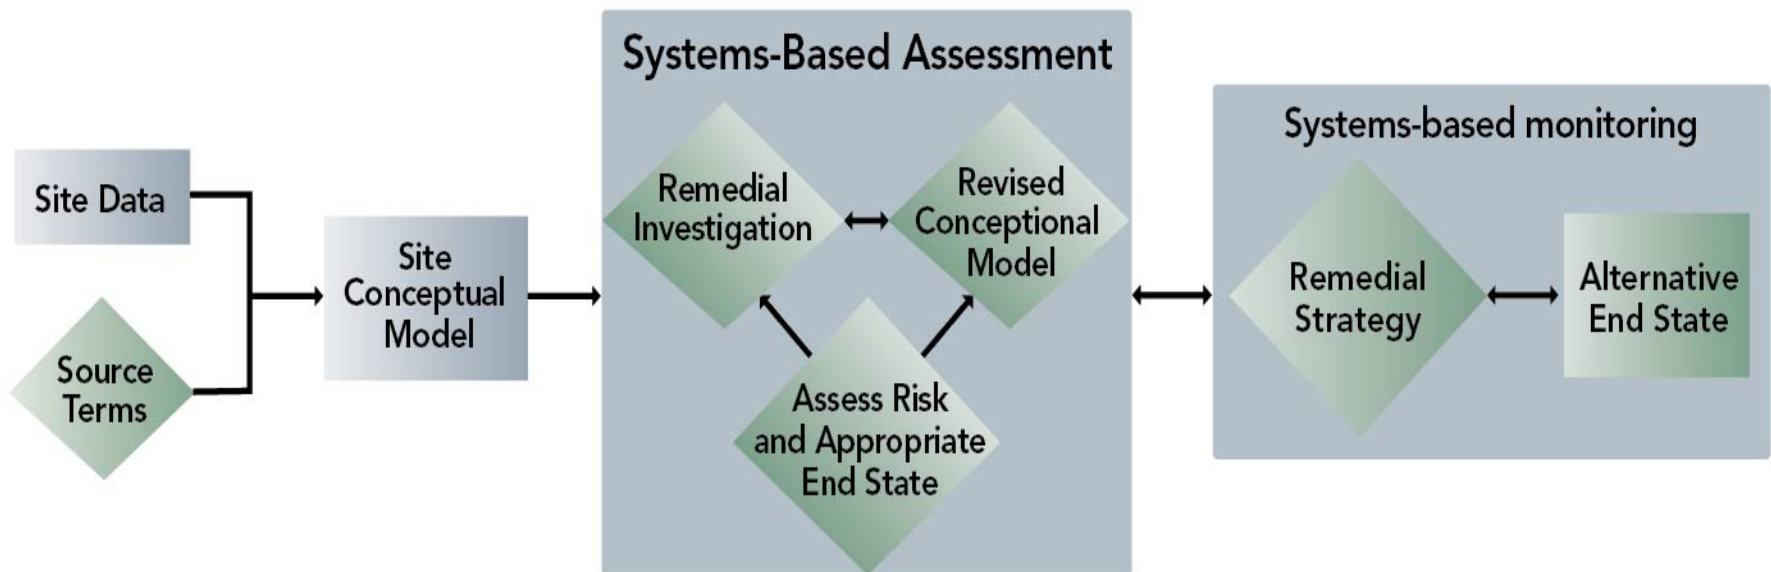 Site Data
Source
Terms
Site
Conceptual
Model
Systems-Based Assessment
Remedial
Investigation
Revised
Conceptional
Model
Assess Risk
and Appropriate
End State
Systems-based monitoring
Remedial
Strategy
Alternative
End State